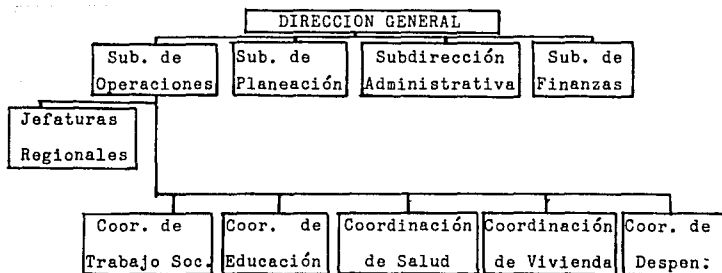 DIRECCION GENERAL
Sub. de
Operaciones
Sub. de
Planeación
Subdirección
Administrativa
Sub. de
Finanzas
Jefaturas
Regionales
Coor. de
Trabajo Soc.
Coor. de
Educación
Coordinación
de Salud
Coordinación
de Vivienda
Coor. de
Despen: